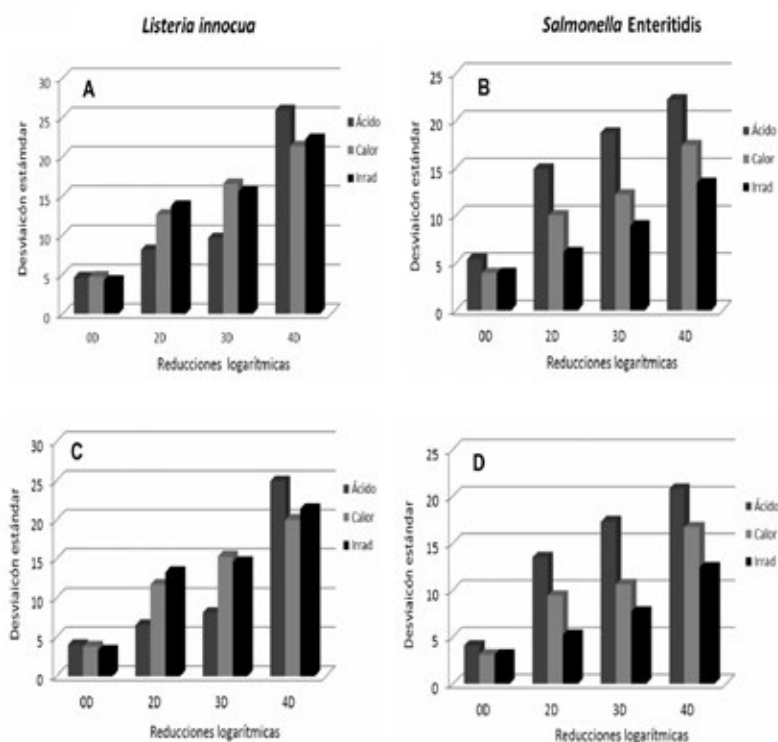 Listeria innocua
Salmonella Enteritidis
A
Desviaicón estámdar
30
25
20
15
10
5
0
0D 2D 3D 4D
Reducciones logarítmicas
Ácido
Calor
Irrad
B
Desviaicón estándar
25
20
15
10
5
0
0D 2D 3D 4D
Reducciones logarítmicas
Ácido
Calor
Irrad
C
Desviaicón estándar
30
25
20
15
10
5
0
0D 2D 3D 4D
Reducciones logarítmicas
Ácido
Calor
Irrad
D
Desviaicón estándar
25
20
15
10
5
0
0D 2D 3D 4D
Reducciones logarítmicas
Ácido
Calor
Irrad